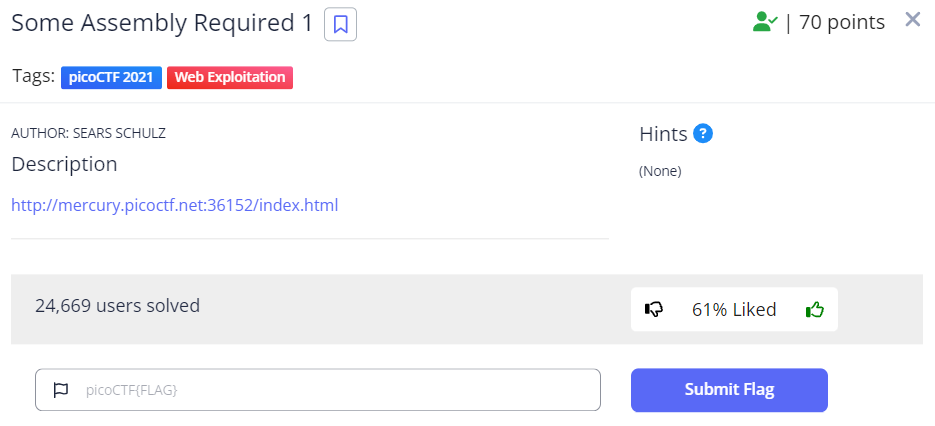 Some Assembly Required 1
| 70 points
Tags: picoCTF 2021 Web Exploitation
AUTHOR: SEARS SCHULZ
Hints ?
Description
(None)
http://mercury.picoctf.net:36152/index.html
24,669 users solved
61% Liked
picoCTF{FLAG}
Submit Flag